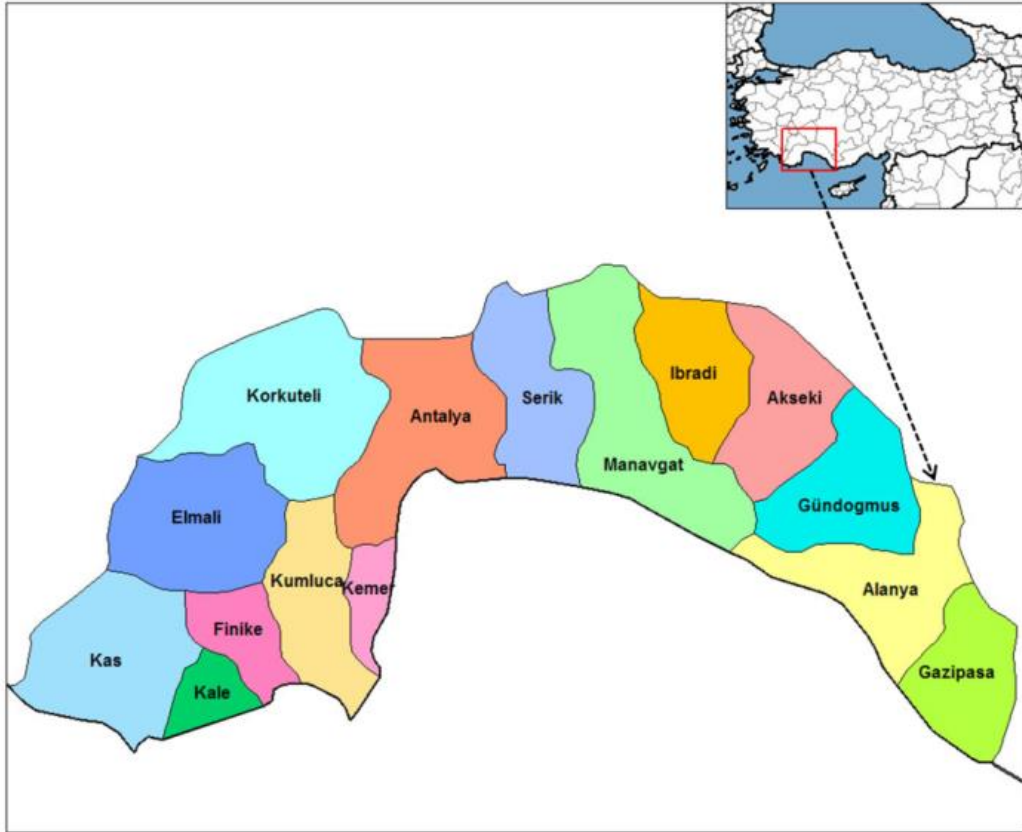 Korkuteli
Antalya
Serik
Ibradi
Akseki
Manavgat
Gündogmus
Elmali
Kumluca
Kemer
Alanya
Finike
Kas
Kale
Gazipasa